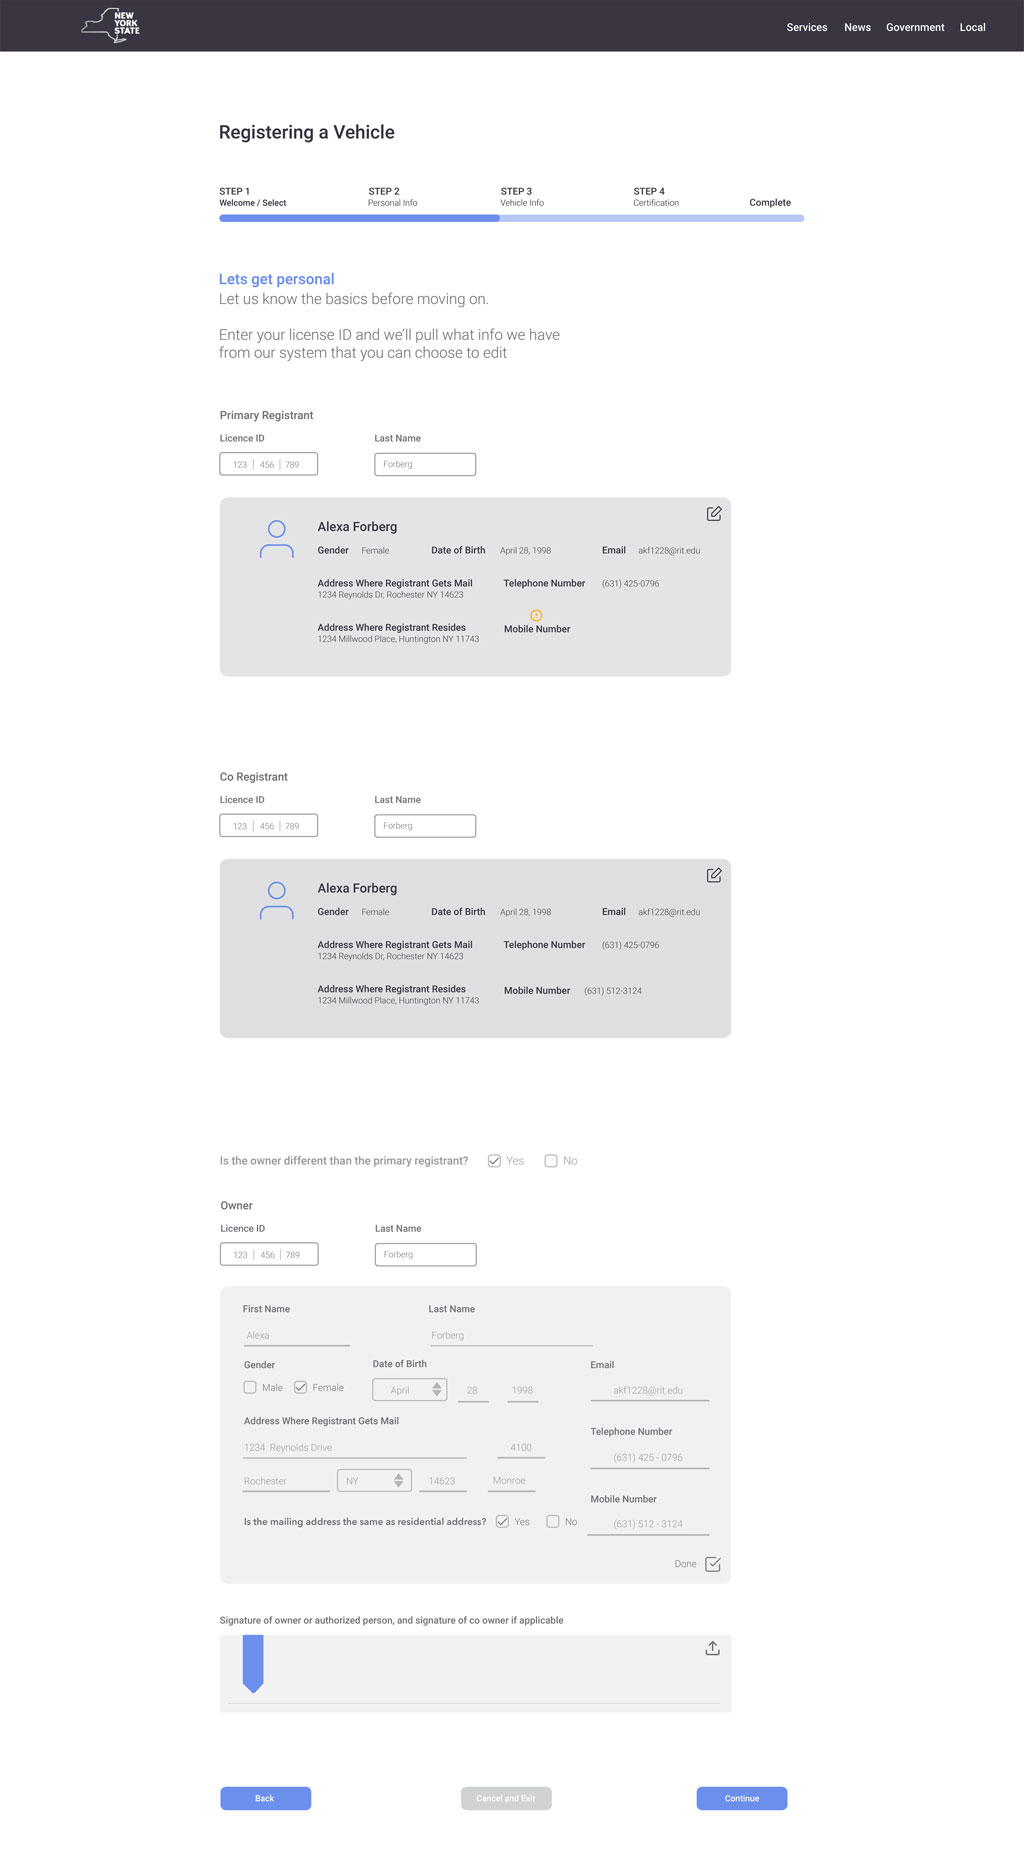 NEW
YORK
STATE
Services News Government Local
Registering a Vehicle
STEP 1 STEP 2 STEP 3 STEP 4
Welcome / Select Personal Info Vehicle Info Certification Complete
Lets get personal
Let us know the basics before moving on.
Enter your license ID and we'll pull what info we have
from our system that you can choose to edit
Primary Registrant
Licence ID Last Name
123 | 456 | 789 Forberg
Alexa Forberg
Gender Female Date of Birth April 28, 1998 Email akf1228@rit.edu
Address Where Registrant Gets Mail Telephone Number (631) 425-0796
1234 Reynolds Dr, Rochester NY 14623
Address Where Registrant Resides Mobile Number
1234 Millwood Place, Huntington NY 11743
Co Registrant
Licence ID Last Name
123 | 456 | 789 Forberg
Alexa Forberg
Gender Female Date of Birth April 28, 1998 Email akf1228@rit.edu
Address Where Registrant Gets Mail Telephone Number (631) 425-0796
1234 Reynolds Dr, Rochester NY 14623
Address Where Registrant Resides Mobile Number (631) 512-3124
1234 Millwood Place, Huntington NY 11743
Is the owner different than the primary registrant? Yes No
Owner
Licence ID Last Name
123 | 456 | 789 Forberg
First Name Last Name
Alexa Forberg
Gender Date of Birth Email
Male Female April 28 1998 akf1228@rit.edu
Address Where Registrant Gets Mail Telephone Number
1234 Reynolds Drive 4100 (631) 425 - 0796
Rochester NY 14623 Monroe
Mobile Number
Is the mailing address the same as residential address? Yes No (631) 512 - 3124
Done
Signature of owner or authorized person, and signature of co owner if applicable
Back Cancel and Exit Continue